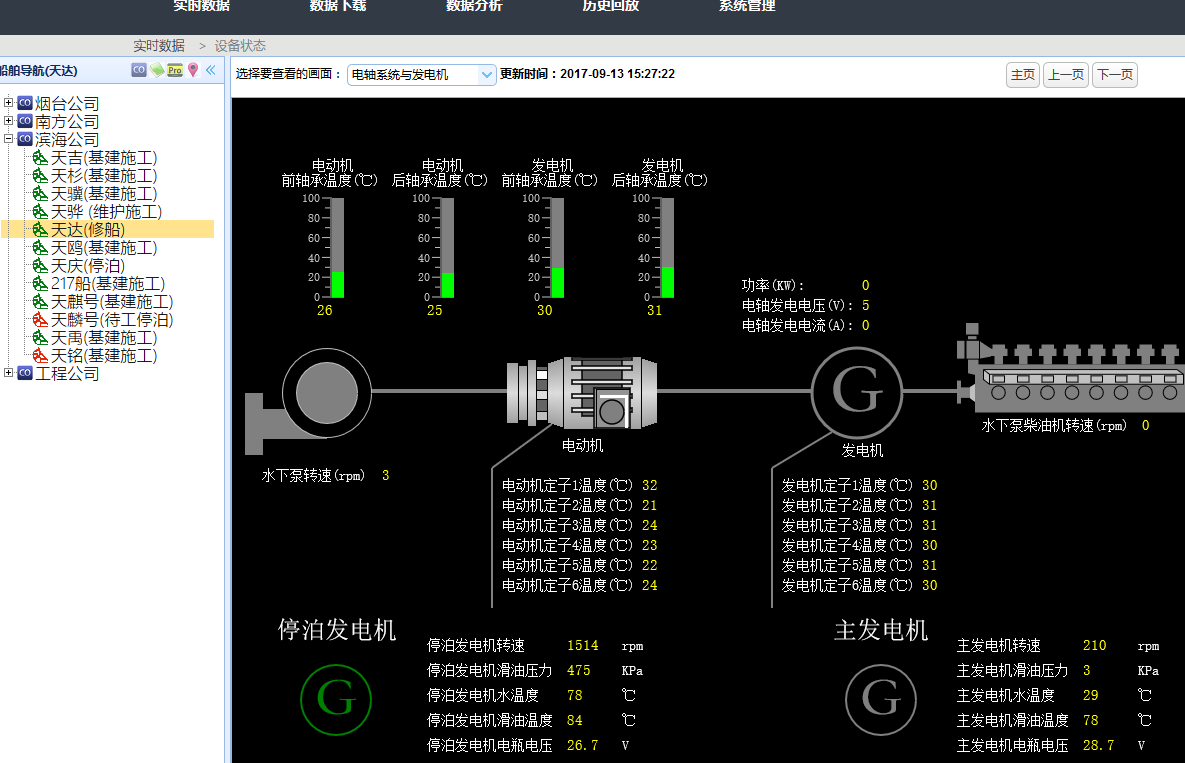 实时数据 数据下载 数据分析 历史回放 系统管理
实时数据 > 设备状态
船舶导航(天达) CO Pro «
选择要查看的画面： 电轴系统与发电机 更新时间：2017-09-13 15:27:22 主页 上一页 下一页
CO 烟台公司
CO 南方公司
CO 滨海公司
天吉(基建施工)
天杉(基建施工)
天骥(基建施工)
天骅 (维护施工)
天达(修船)
天鸥(基建施工)
天庆(停泊)
217船(基建施工)
天麒号(基建施工)
天麟号(待工停泊)
天禹(基建施工)
天铭(基建施工)
CO 工程公司
电动机 电动机 发电机 发电机
前轴承温度(℃) 后轴承温度(℃) 前轴承温度(℃) 后轴承温度(℃)
100 100 100 100
80 80 80 80
60 60 60 60
40 40 40 40
20 20 20 20
0 0 0 0
26 25 30 31
功率(KW): 0
电轴发电电压(V): 5
电轴发电电流(A): 0
G
水下泵转速(rpm) 3
电动机
发电机
水下泵柴油机转速(rpm) 0
电动机定子1温度(℃) 32
电动机定子2温度(℃) 21
电动机定子3温度(℃) 24
电动机定子4温度(℃) 23
电动机定子5温度(℃) 22
电动机定子6温度(℃) 24
发电机定子1温度(℃) 30
发电机定子2温度(℃) 31
发电机定子3温度(℃) 31
发电机定子4温度(℃) 30
发电机定子5温度(℃) 31
发电机定子6温度(℃) 30
停泊发电机
G
停泊发电机转速 1514 rpm
停泊发电机滑油压力 475 KPa
停泊发电机水温度 78 ℃
停泊发电机滑油温度 84 ℃
停泊发电机电瓶电压 26.7 V
主发电机
G
主发电机转速 210 rpm
主发电机滑油压力 3 KPa
主发电机水温度 29 ℃
主发电机滑油温度 78 ℃
主发电机电瓶电压 28.7 V